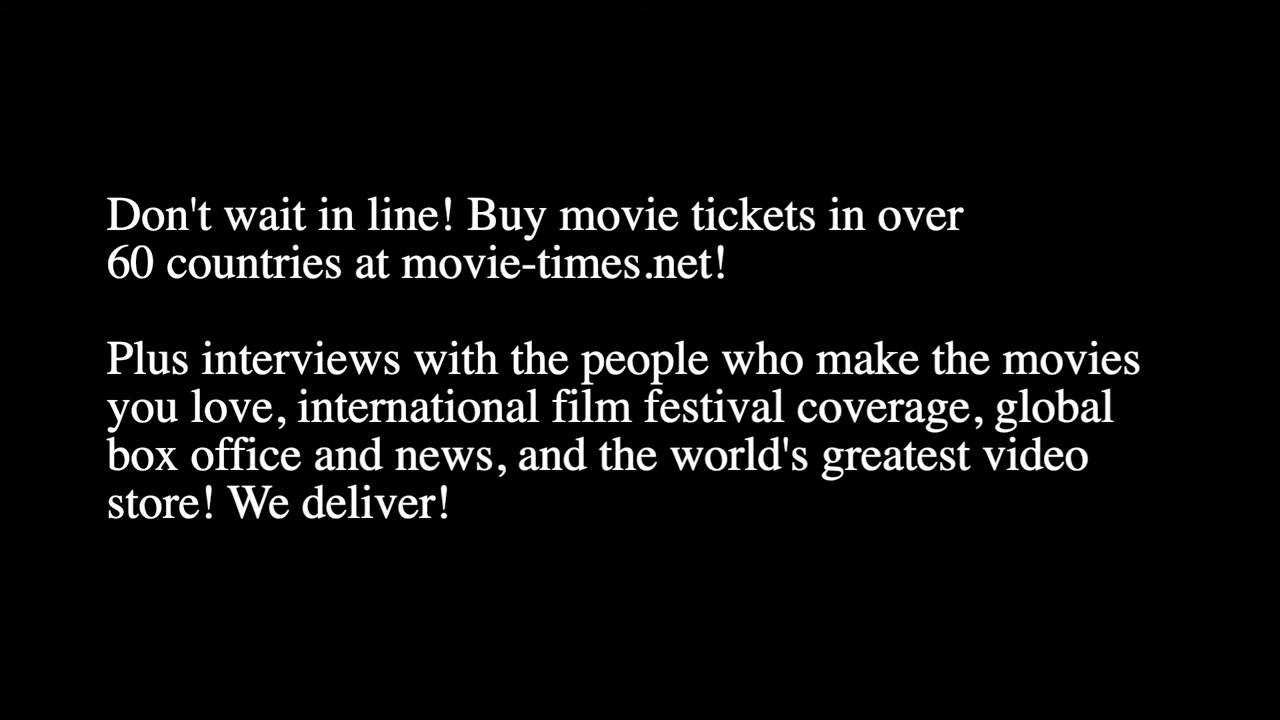 Don't wait in line! Buy movie tickets in over
60 countries at movie-times.net!
Plus interviews with the people who make the movies
you love, international film festival coverage, global
box office and news, and the world's greatest video
store! We deliver!